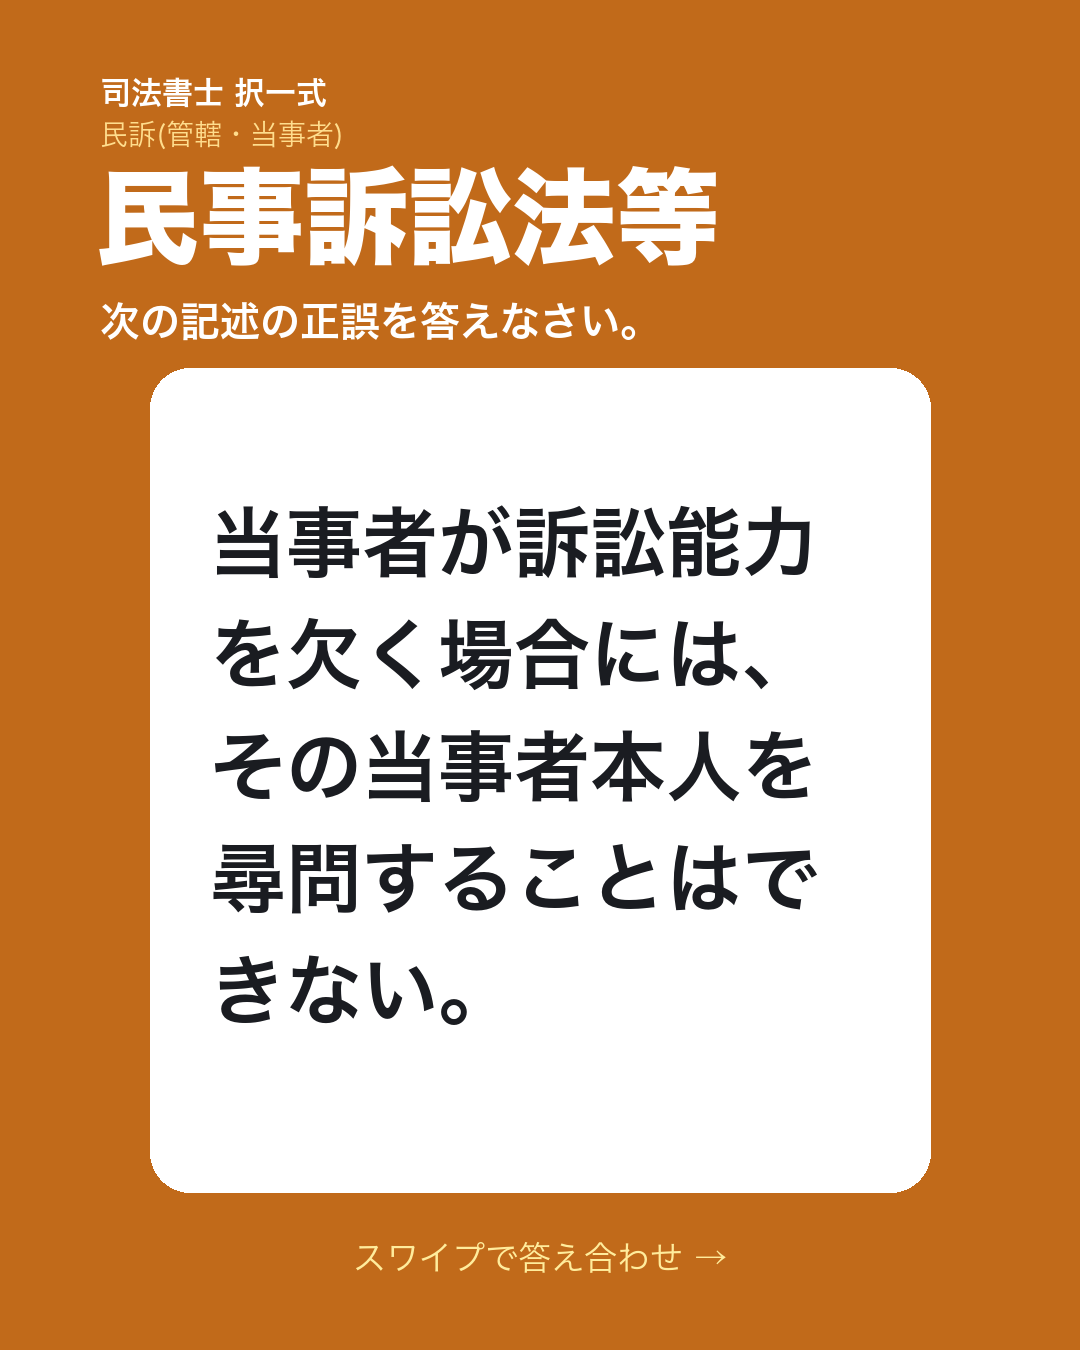 司法書士 択一式
民訴(管轄・当事者)
民事訴訟法等
次の記述の正誤を答えなさい。
当事者が訴訟能力
を欠く場合には、
その当事者本人を
尋問することはで
きない。
スワイプで答え合わせ →